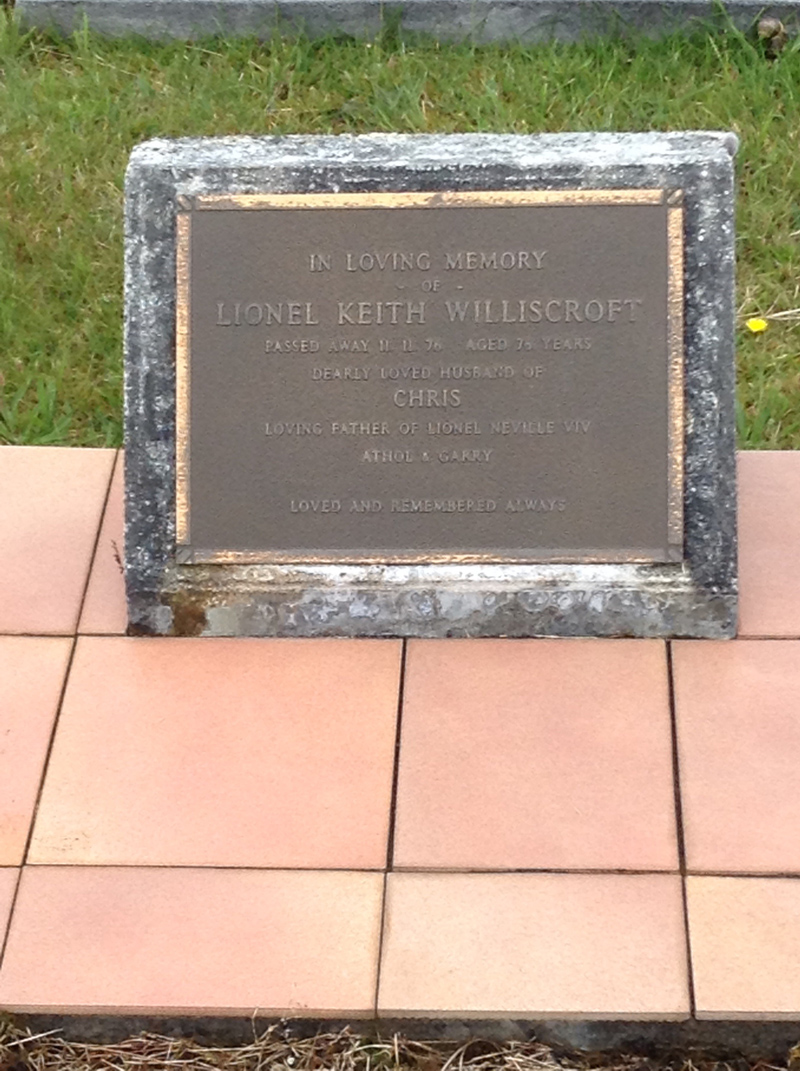 IN LOVING MEMORY
- OF -
LIONEL KEITH WILLISCROFT
PASSED AWAY 11. 11. 76 AGED 76 YEARS
DEARLY LOVED HUSBAND OF
CHRIS
LOVING FATHER OF LIONEL NEVILLE VIV
ATHOL & GARRY
LOVED AND REMEMBERED ALWAYS